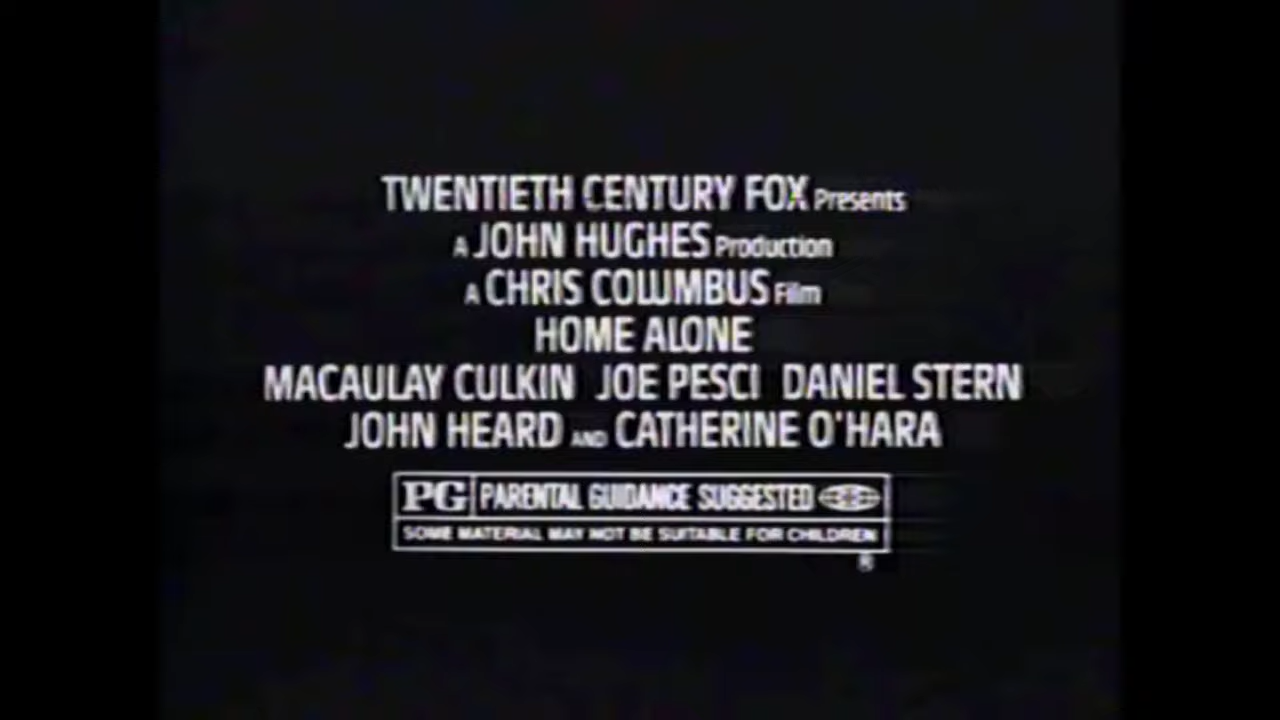 TWENTIETH CENTURY FOX Presents
A JOHN HUGHES Production
A CHRIS COLUMBUS Film
HOME ALONE
MACAULAY CULKIN JOE PESCI DANIEL STERN
JOHN HEARD AND CATHERINE O'HARA
PG PARENTAL GUIDANCE SUGGESTED
SOME MATERIAL MAY NOT BE SUITABLE FOR CHILDREN
®